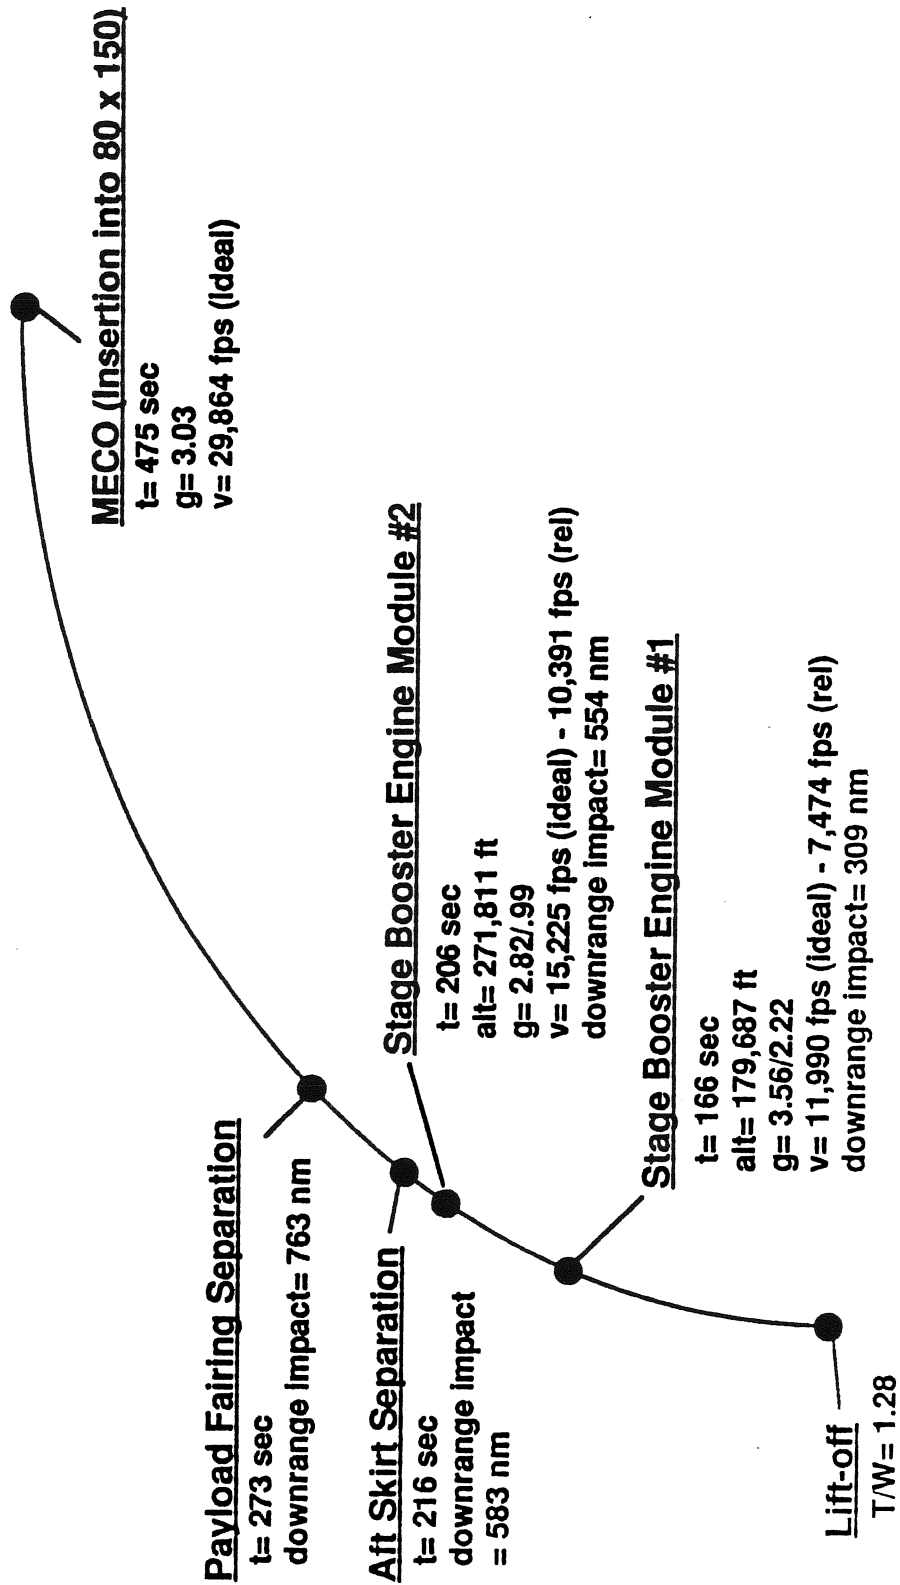 MECO (Insertion into 80 x 150)
t= 475 sec
g= 3.03
v= 29,864 fps (ideal)
Payload Fairing Separation
t= 273 sec
downrange impact= 763 nm
Aft Skirt Separation
t= 216 sec
downrange impact
= 583 nm
Stage Booster Engine Module #2
t= 206 sec
alt= 271,811 ft
g= 2.82/.99
v= 15,225 fps (ideal) - 10,391 fps (rel)
downrange impact= 554 nm
Stage Booster Engine Module #1
t= 166 sec
alt= 179,687 ft
g= 3.56/2.22
v= 11,990 fps (ideal) - 7,474 fps (rel)
downrange impact= 309 nm
Lift-off
T/W= 1.28